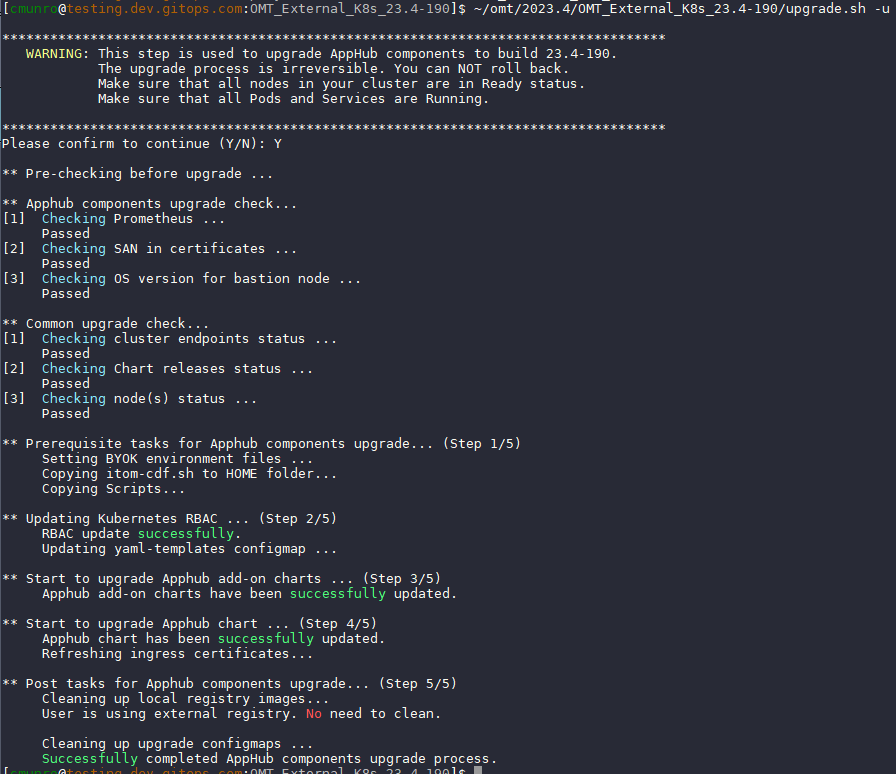 [cmunro@testing.dev.gitops.com:OMT_External_K8s_23.4-190]$ ~/omt/2023.4/OMT_External_K8s_23.4-190/upgrade.sh -u
***********************************************************************************
WARNING: This step is used to upgrade AppHub components to build 23.4-190.
The upgrade process is irreversible. You can NOT roll back.
Make sure that all nodes in your cluster are in Ready status.
Make sure that all Pods and Services are Running.
***********************************************************************************
Please confirm to continue (Y/N): Y
** Pre-checking before upgrade ...
** Apphub components upgrade check...
[1]  Checking Prometheus ...
Passed
[2]  Checking SAN in certificates ...
Passed
[3]  Checking OS version for bastion node ...
Passed
** Common upgrade check...
[1]  Checking cluster endpoints status ...
Passed
[2]  Checking Chart releases status ...
Passed
[3]  Checking node(s) status ...
Passed
** Prerequisite tasks for Apphub components upgrade... (Step 1/5)
Setting BYOK environment files ...
Copying itom-cdf.sh to HOME folder...
Copying Scripts...
** Updating Kubernetes RBAC ... (Step 2/5)
RBAC update successfully.
Updating yaml-templates configmap ...
** Start to upgrade Apphub add-on charts ... (Step 3/5)
Apphub add-on charts have been successfully updated.
** Start to upgrade Apphub chart ... (Step 4/5)
Apphub chart has been successfully updated.
Refreshing ingress certificates...
** Post tasks for Apphub components upgrade... (Step 5/5)
Cleaning up local registry images...
User is using external registry. No need to clean.
Cleaning up upgrade configmaps ...
Successfully completed AppHub components upgrade process.
[cmunro@testing.dev.gitops.com:OMT_External_K8s_23.4-190]$